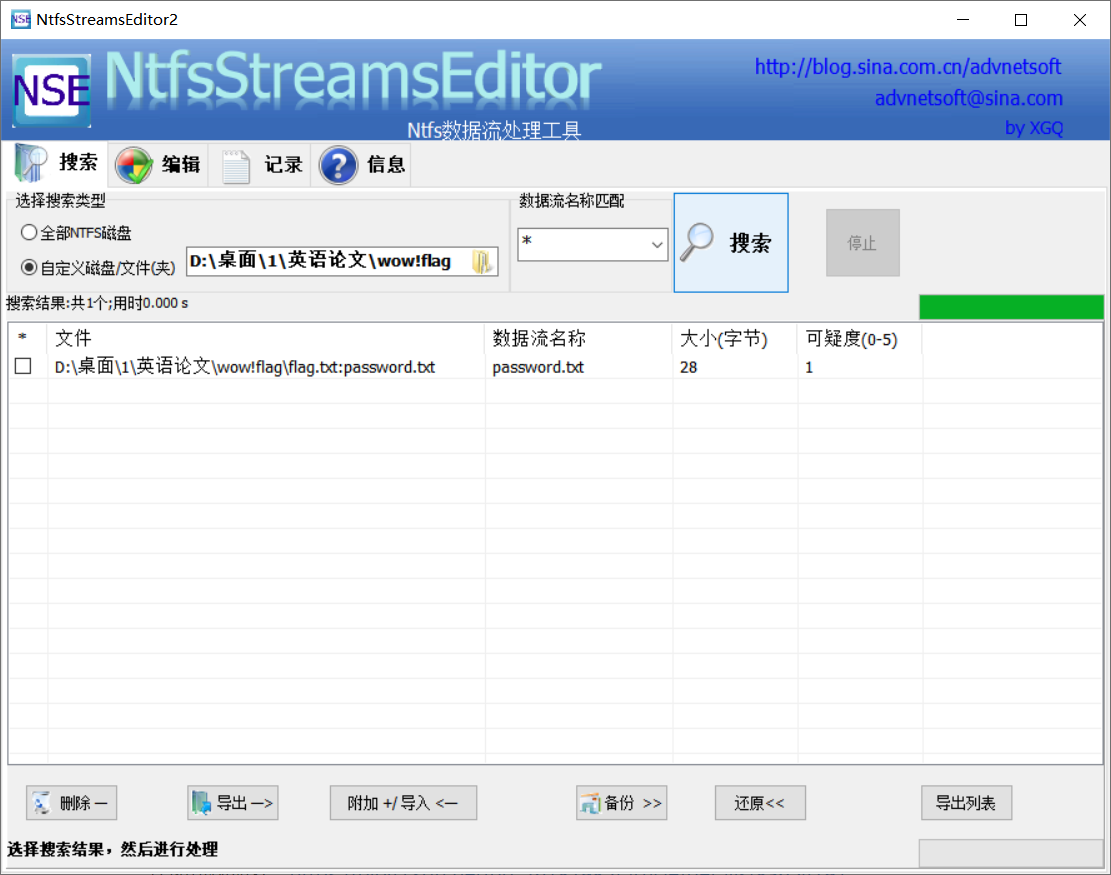 NSE NtfsStreamsEditor2
NSE
NtfsStreamsEditor
Ntfs数据流处理工具
http://blog.sina.com.cn/advnetsoft
advnetsoft@sina.com
by XGQ
搜索 编辑 记录 ? 信息
选择搜索类型
全部NTFS磁盘
自定义磁盘/文件(夹) D:\桌面\1\英语论文\wow!flag
数据流名称匹配
*
搜索
停止
搜索结果:共1个;用时0.000 s
* 文件 数据流名称 大小(字节) 可疑度(0-5)
D:\桌面\1\英语论文\wow!flag\flag.txt:password.txt password.txt 28 1
删除 — 导出 —> 附加 +/导入 <— 备份 >> 还原<< 导出列表
选择搜索结果，然后进行处理